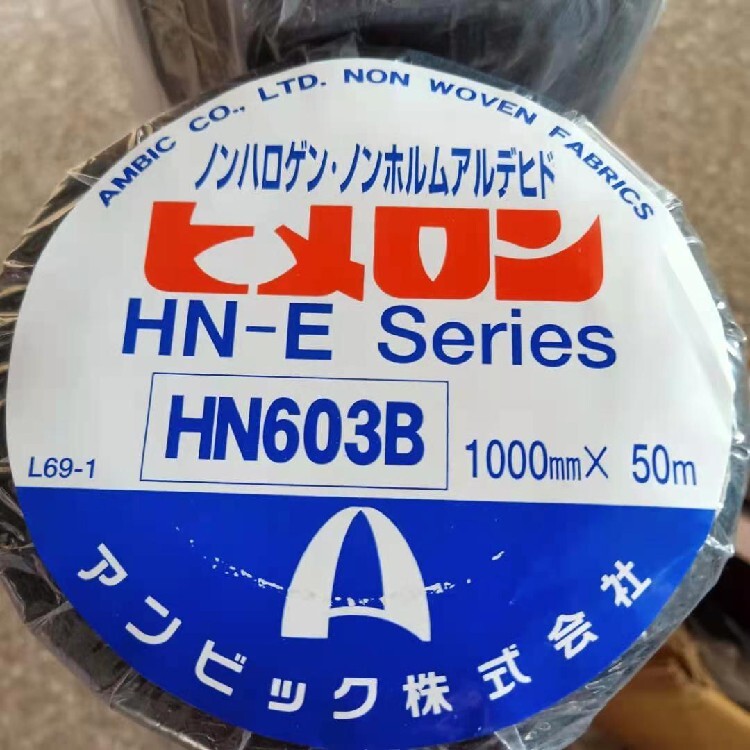 AMBIC CO., LTD. NON WOVEN FABRICS
ノンハロゲン・ノンホルムアルデヒド
ヒメロン
HN-E Series
HN603B
1000mm× 50m
L69-1
アンビック株式会社